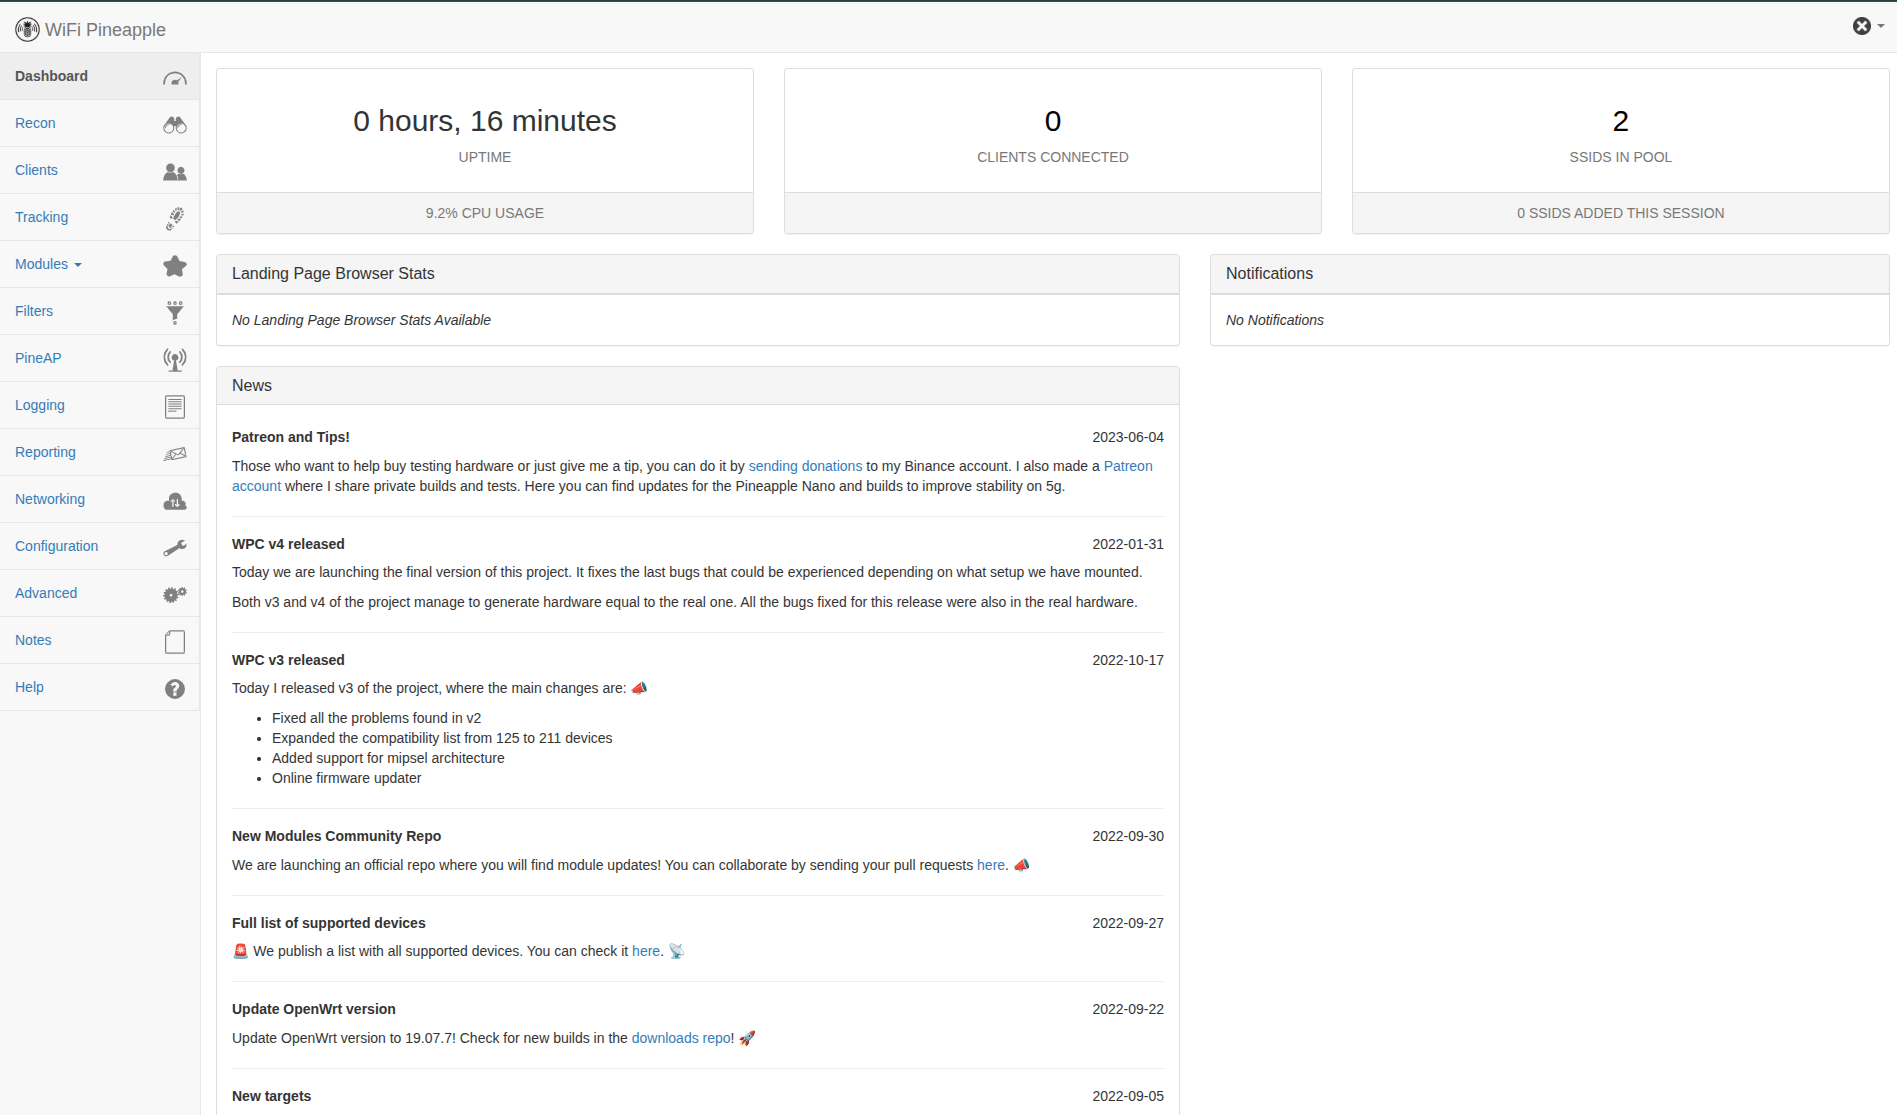 WiFi Pineapple
Dashboard
Recon
Clients
Tracking
Modules
Filters
PineAP
Logging
Reporting
Networking
Configuration
Advanced
Notes
Help
0 hours, 16 minutes
UPTIME
9.2% CPU USAGE
0
CLIENTS CONNECTED
2
SSIDS IN POOL
0 SSIDS ADDED THIS SESSION
Landing Page Browser Stats
No Landing Page Browser Stats Available
Notifications
No Notifications
News
Patreon and Tips! 2023-06-04
Those who want to help buy testing hardware or just give me a tip, you can do it by sending donations to my Binance account. I also made a Patreon
account where I share private builds and tests. Here you can find updates for the Pineapple Nano and builds to improve stability on 5g.
WPC v4 released 2022-01-31
Today we are launching the final version of this project. It fixes the last bugs that could be experienced depending on what setup we have mounted.
Both v3 and v4 of the project manage to generate hardware equal to the real one. All the bugs fixed for this release were also in the real hardware.
WPC v3 released 2022-10-17
Today I released v3 of the project, where the main changes are: 📣
• Fixed all the problems found in v2
• Expanded the compatibility list from 125 to 211 devices
• Added support for mipsel architecture
• Online firmware updater
New Modules Community Repo 2022-09-30
We are launching an official repo where you will find module updates! You can collaborate by sending your pull requests here. 📣
Full list of supported devices 2022-09-27
🚨 We publish a list with all supported devices. You can check it here. 📡
Update OpenWrt version 2022-09-22
Update OpenWrt version to 19.07.7! Check for new builds in the downloads repo! 🚀
New targets 2022-09-05